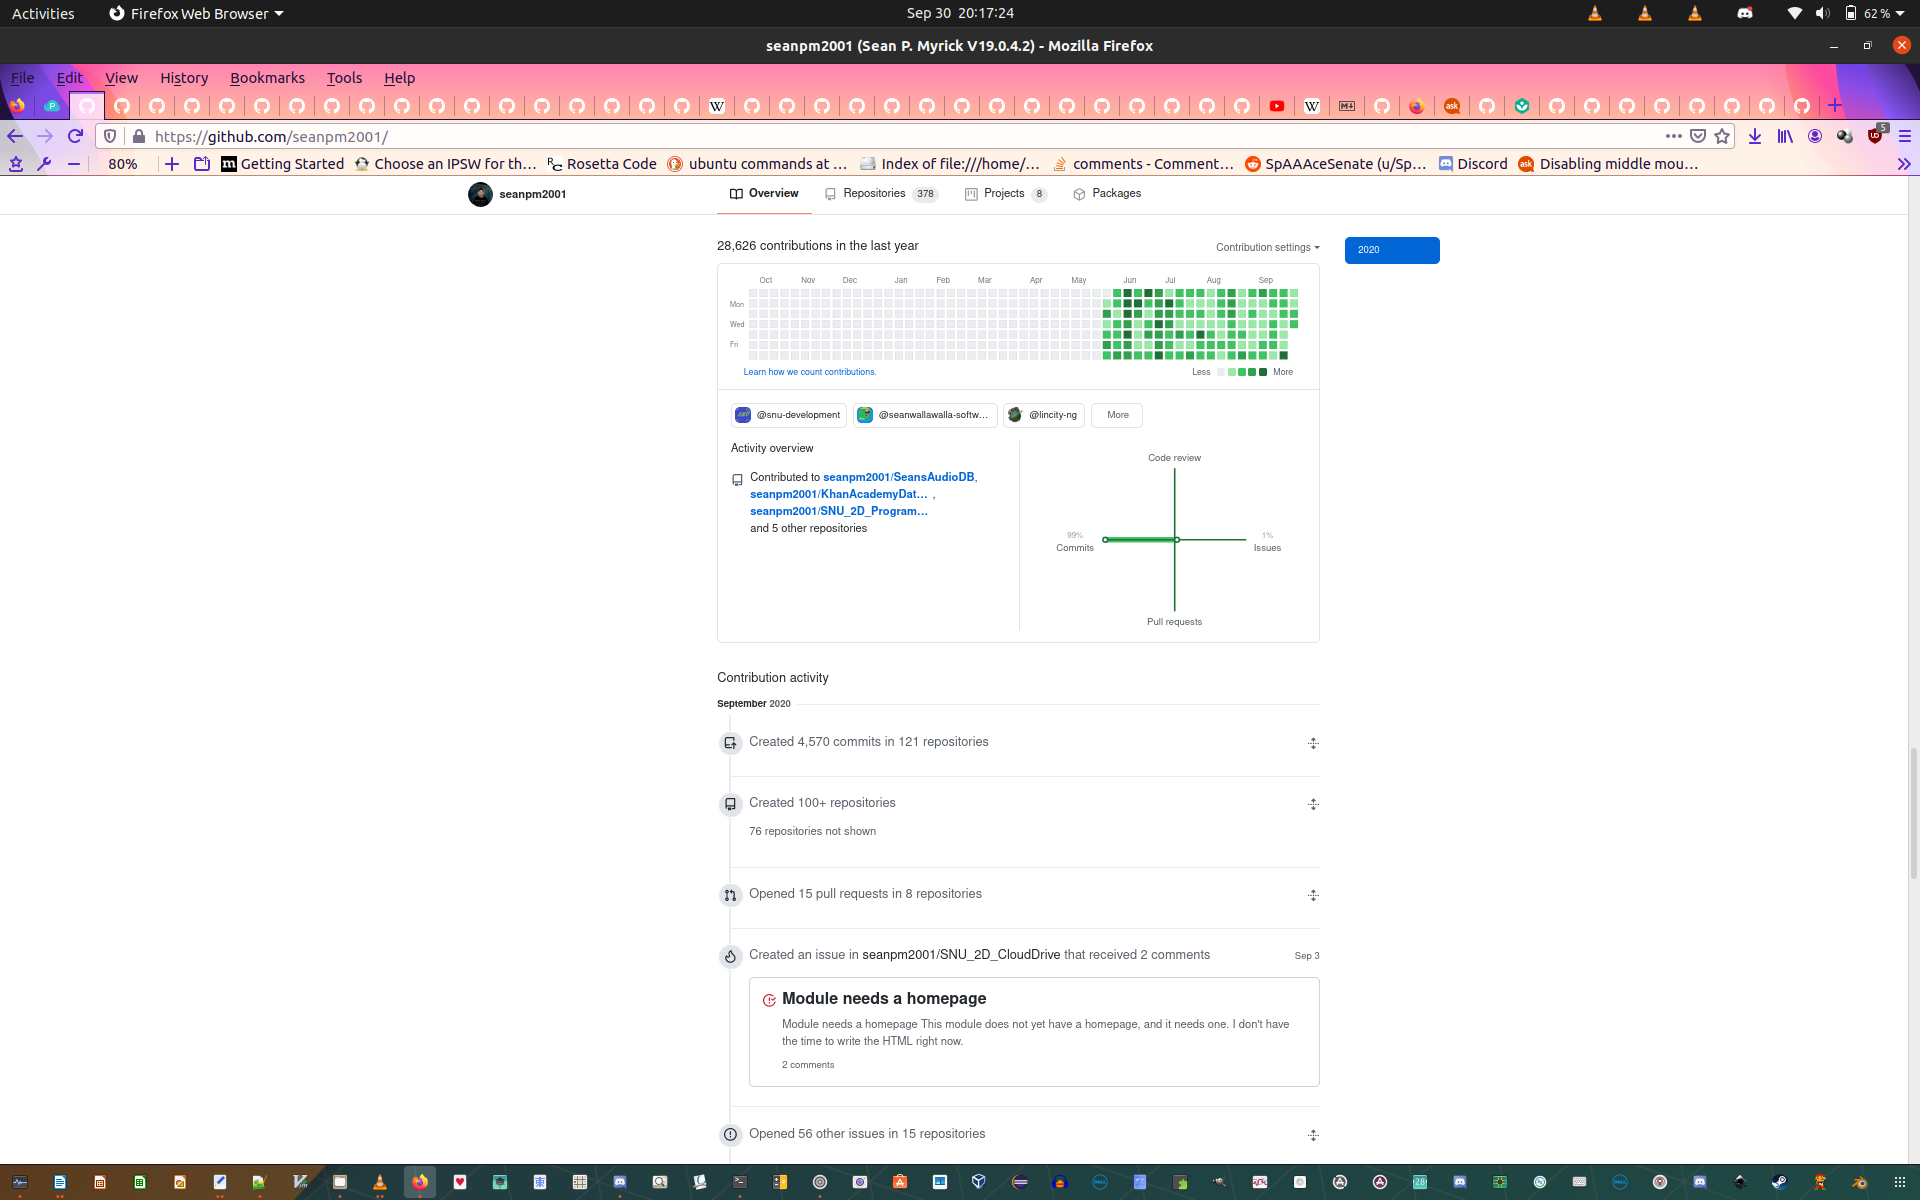 Activities
Firefox Web Browser
Sep 30 20:17:24
62 %
seanpm2001 (Sean P. Myrick V19.0.4.2) - Mozilla Firefox
File Edit View History Bookmarks Tools Help
https://github.com/seanpm2001/
5
80%
Getting Started
Choose an IPSW for th…
Rosetta Code
ubuntu commands at …
Index of file:///home/…
comments - Comment…
SpAAAceSenate (u/Sp…
Discord
Disabling middle mou…
seanpm2001
Overview
Repositories 378
Projects 8
Packages
28,626 contributions in the last year
Contribution settings
2020
Oct Nov Dec Jan Feb Mar Apr May Jun Jul Aug Sep
Mon
Wed
Fri
Learn how we count contributions.
Less More
@snu-development
@seanwallawalla-softw…
@lincity-ng
More
Activity overview
Contributed to seanpm2001/SeansAudioDB,
seanpm2001/KhanAcademyDat… ,
seanpm2001/SNU_2D_Program…
and 5 other repositories
Code review
99%
Commits
1%
Issues
Pull requests
Contribution activity
September 2020
Created 4,570 commits in 121 repositories
Created 100+ repositories
76 repositories not shown
Opened 15 pull requests in 8 repositories
Created an issue in seanpm2001/SNU_2D_CloudDrive that received 2 comments
Sep 3
Module needs a homepage
Module needs a homepage This module does not yet have a homepage, and it needs one. I don't have
the time to write the HTML right now.
2 comments
Opened 56 other issues in 15 repositories